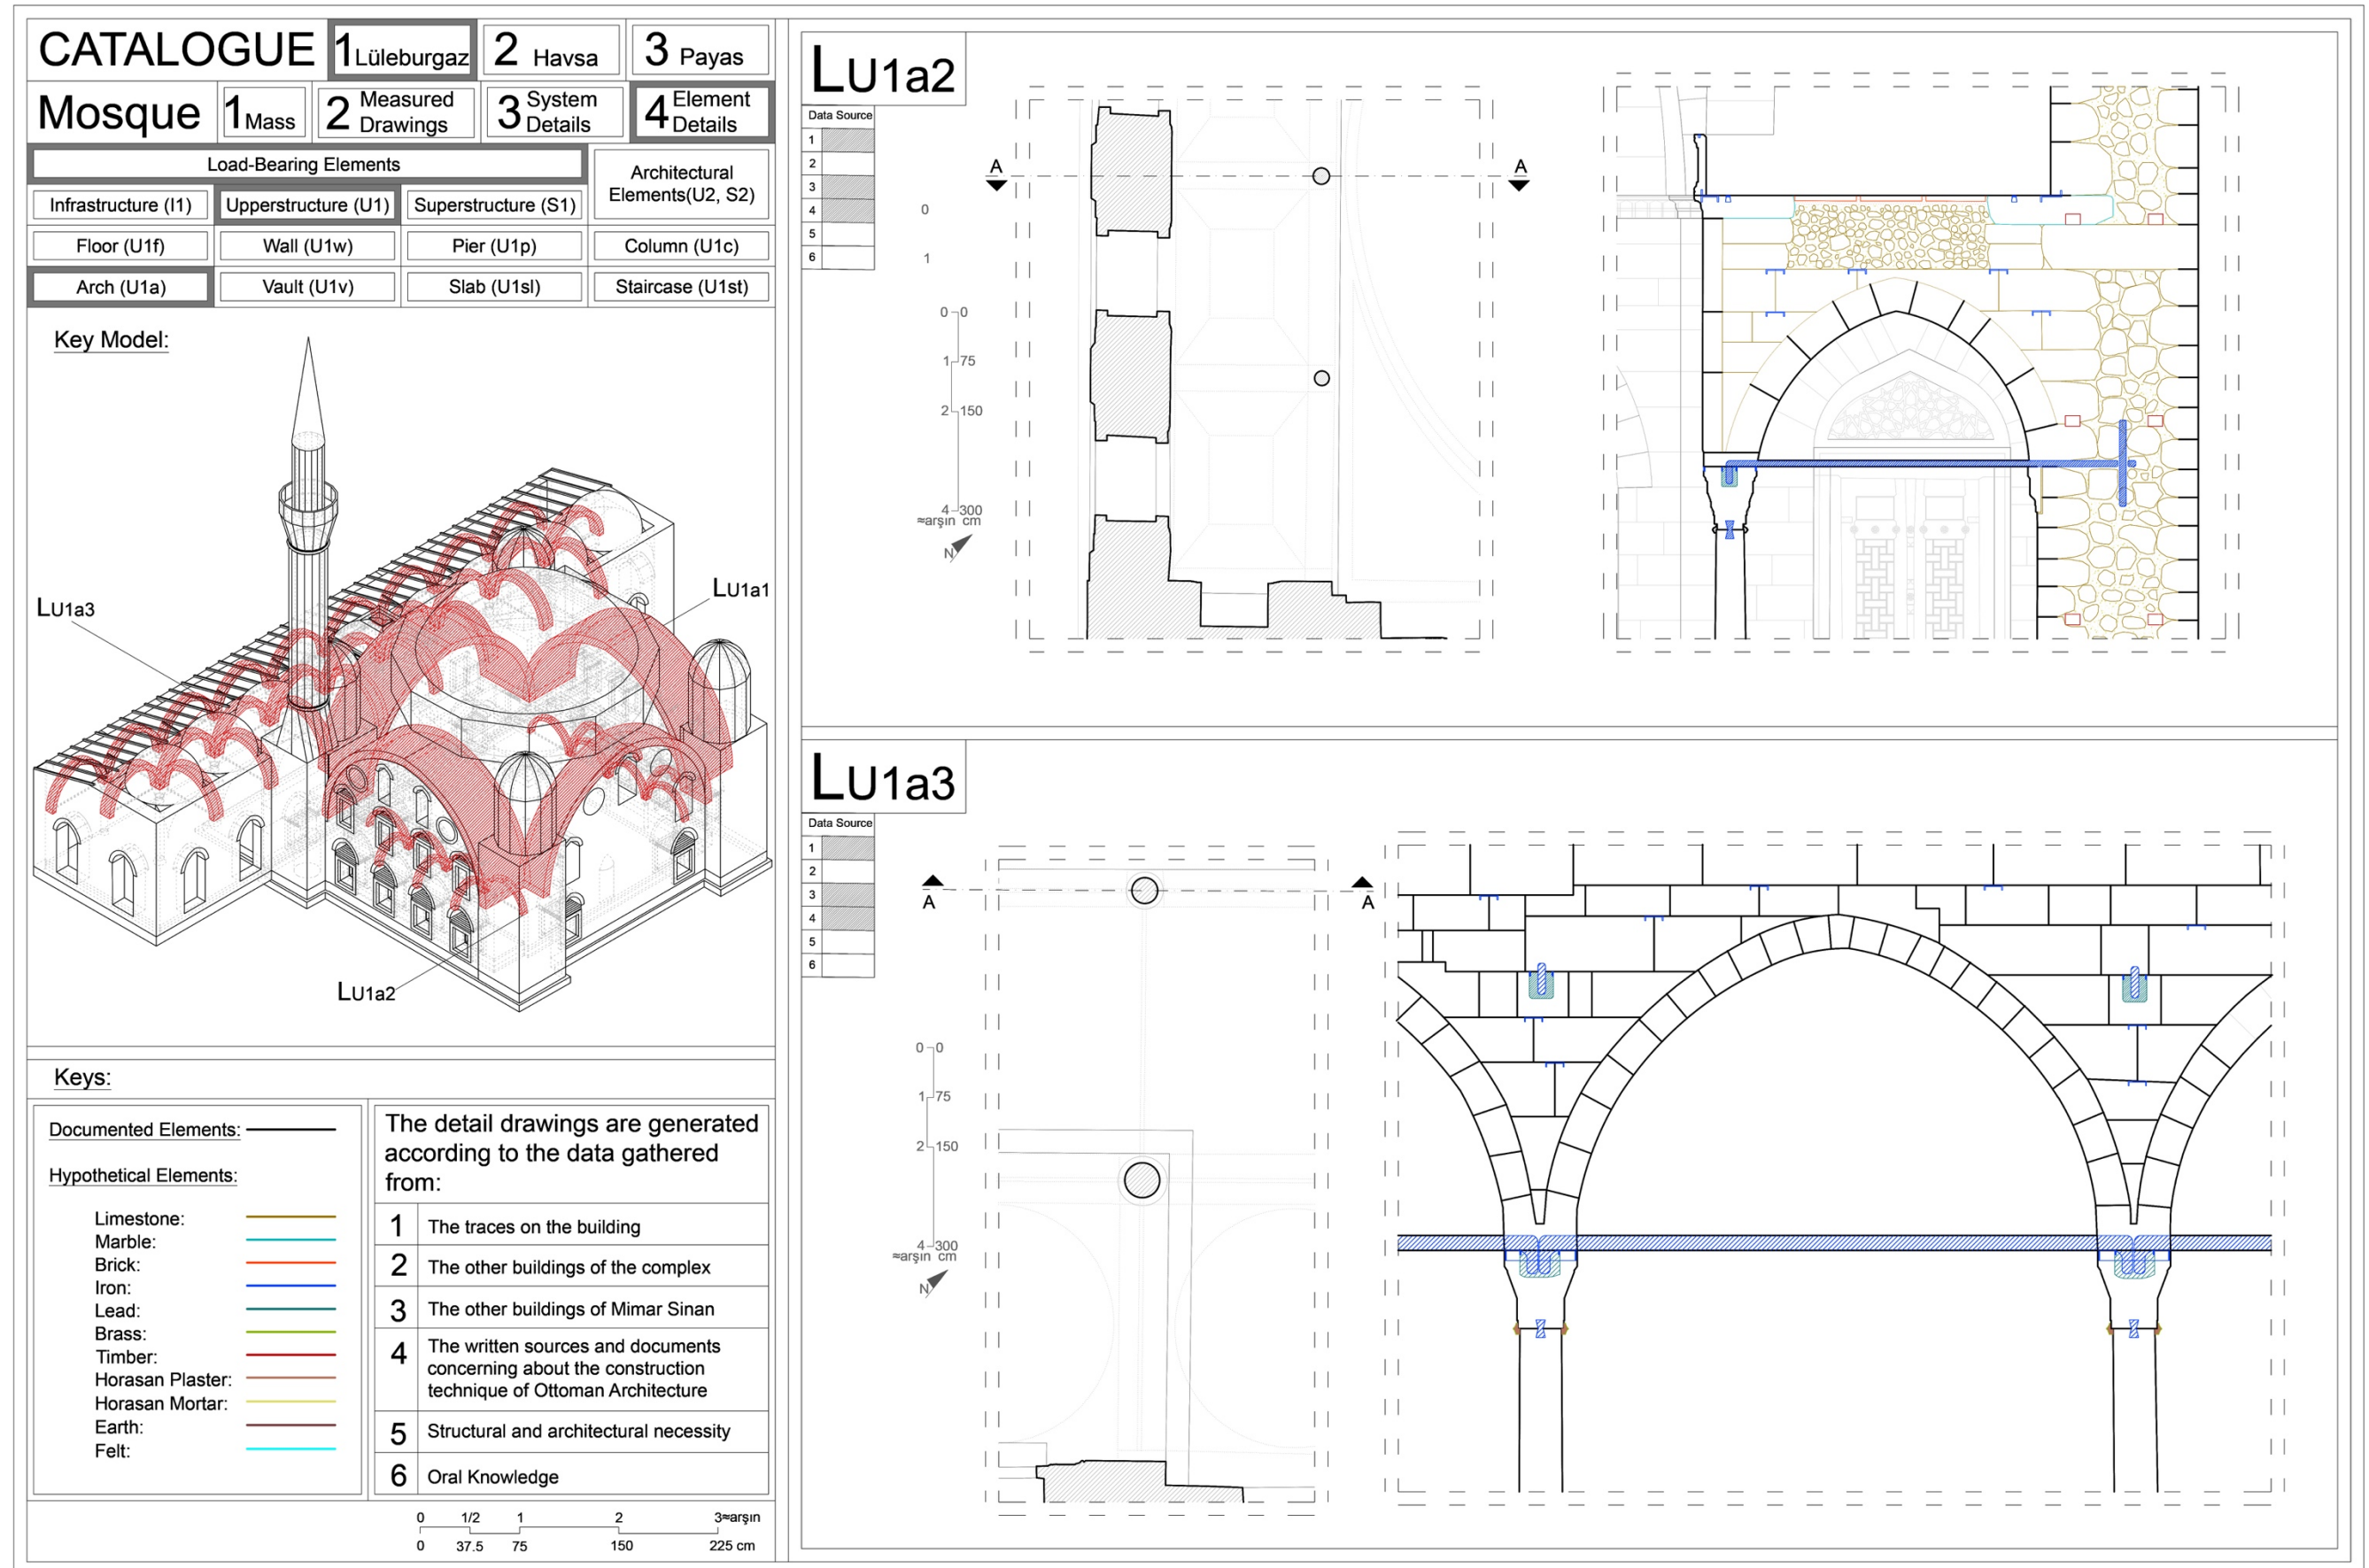 CATALOGUE 1 Lüleburgaz 2 Havsa 3 Payas
Mosque 1 Mass 2 Measured Drawings 3 System Details 4 Element Details
Load-Bearing Elements
Architectural Elements(U2, S2)
Infrastructure (I1) Upperstructure (U1) Superstructure (S1)
Floor (U1f) Wall (U1w) Pier (U1p) Column (U1c)
Arch (U1a) Vault (U1v) Slab (U1sl) Staircase (U1st)
Key Model:
LU1a1
LU1a3
LU1a2
Keys:
Documented Elements:
Hypothetical Elements:
Limestone:
Marble:
Brick:
Iron:
Lead:
Brass:
Timber:
Horasan Plaster:
Horasan Mortar:
Earth:
Felt:
The detail drawings are generated
according to the data gathered
from:
1 The traces on the building
2 The other buildings of the complex
3 The other buildings of Mimar Sinan
4 The written sources and documents
concerning about the construction
technique of Ottoman Architecture
5 Structural and architectural necessity
6 Oral Knowledge
0 1/2 1 2 3≈arşın
0 37.5 75 150 225 cm
LU1a2
Data Source
1
2
3
4
5
6
A A
0
1
0 0
1 75
2 150
4 300
≈arşın cm
N
LU1a3
Data Source
1
2
3
4
5
6
A A
0 0
1 75
2 150
4 300
≈arşın cm
N